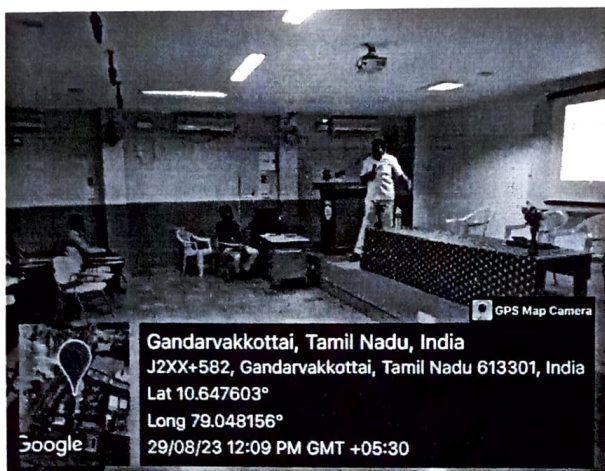 GPS Map Camera
Gandarvakkottai, Tamil Nadu, India
J2XX+582, Gandarvakkottai, Tamil Nadu 613301, India
Lat 10.647603°
Long 79.048156°
29/08/23 12:09 PM GMT +05:30
Google